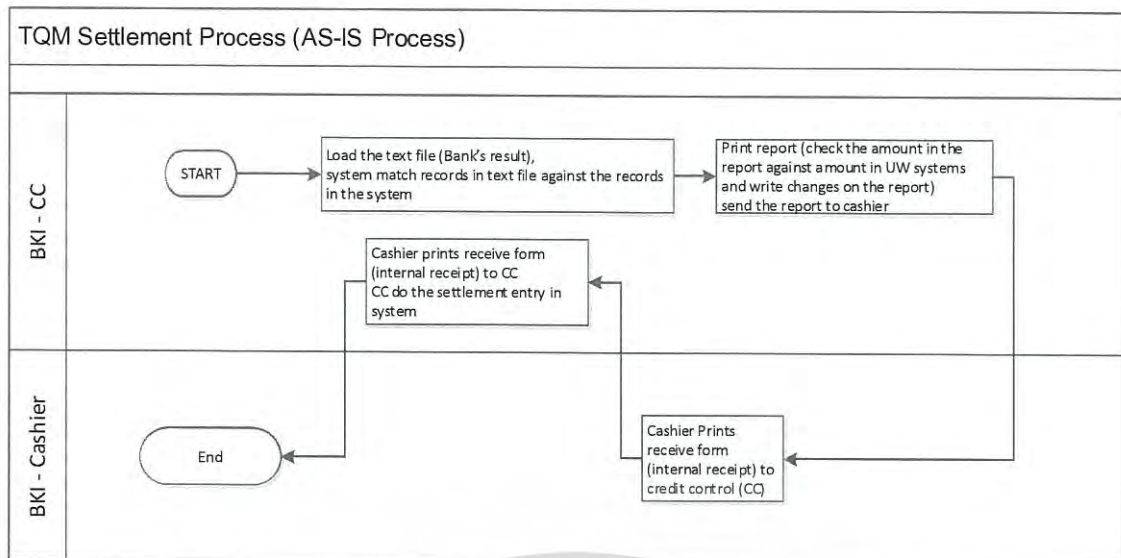 TQM Settlement Process (AS-IS Process)
BKI - CC
START
Load the text file (Bank's result),
system match records in text file against the records
in the system
Print report (check the amount in the
report against amount in UW systems
and write changes on the report)
send the report to cashier
Cashier prints receive form
(internal receipt) to CC
CC do the settlement entry in
system
BKI - Cashier
End
Cashier Prints
receive form
(internal receipt) to
credit control (CC)